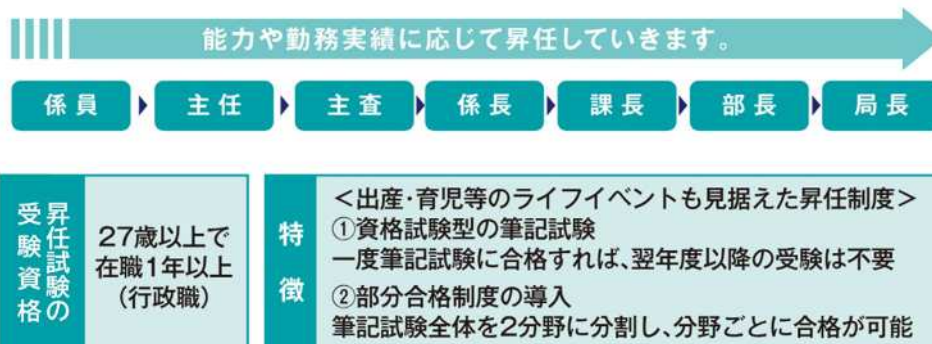 能力や勤務実績に応じて昇任していきます。
係員 主任 主査 係長 課長 部長 局長
昇任試験の
受験資格
27歳以上で
在職1年以上
(行政職)
特徴
<出産・育児等のライフイベントも見据えた昇任制度>
①資格試験型の筆記試験
一度筆記試験に合格すれば、翌年度以降の受験は不要
②部分合格制度の導入
筆記試験全体を2分野に分割し、分野ごとに合格が可能